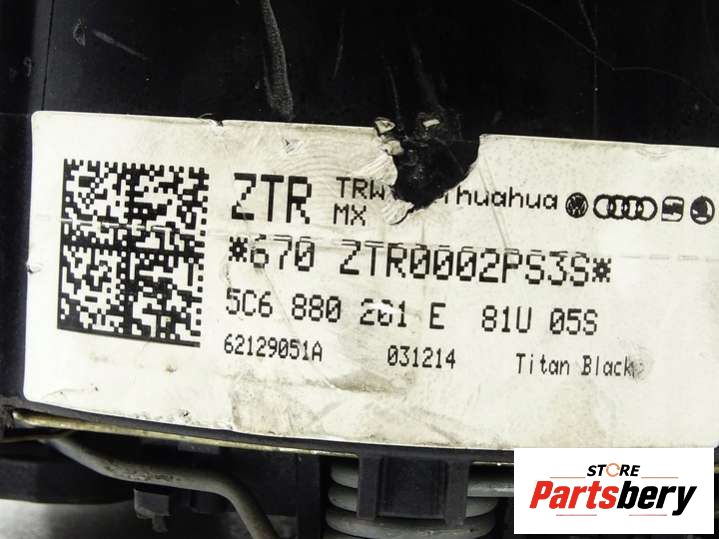 ZTR TRW
MX
*670 ZTR0002PS3S*
5C6 880 201 E 81U 05S
62129051A 031214 Titan Black
STORE
Partsbery